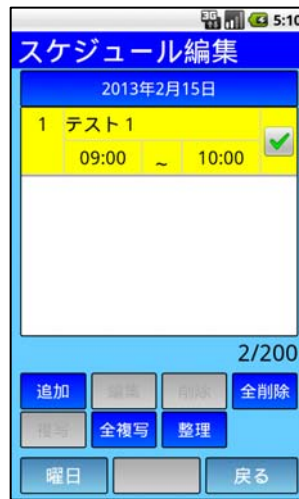 3G 5:10
スケジュール編集
2013年2月15日
1 テスト1
09:00 ~ 10:00
2/200
追加 編集 削除 全削除
複写 全複写 整理
曜日 戻る